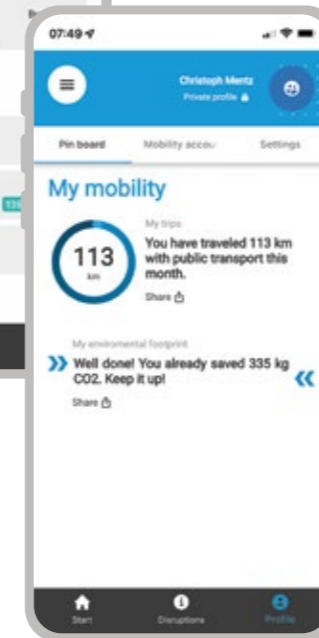 07:49
Christoph Mentz
Private profile
Pin board Mobility accou Settings
My mobility
113
km
My trips
You have traveled 113 km
with public transport this
month.
Share
My enviromental footprint
Well done! You already saved 335 kg
CO2. Keep it up!
Share
Start Disruptions Profile